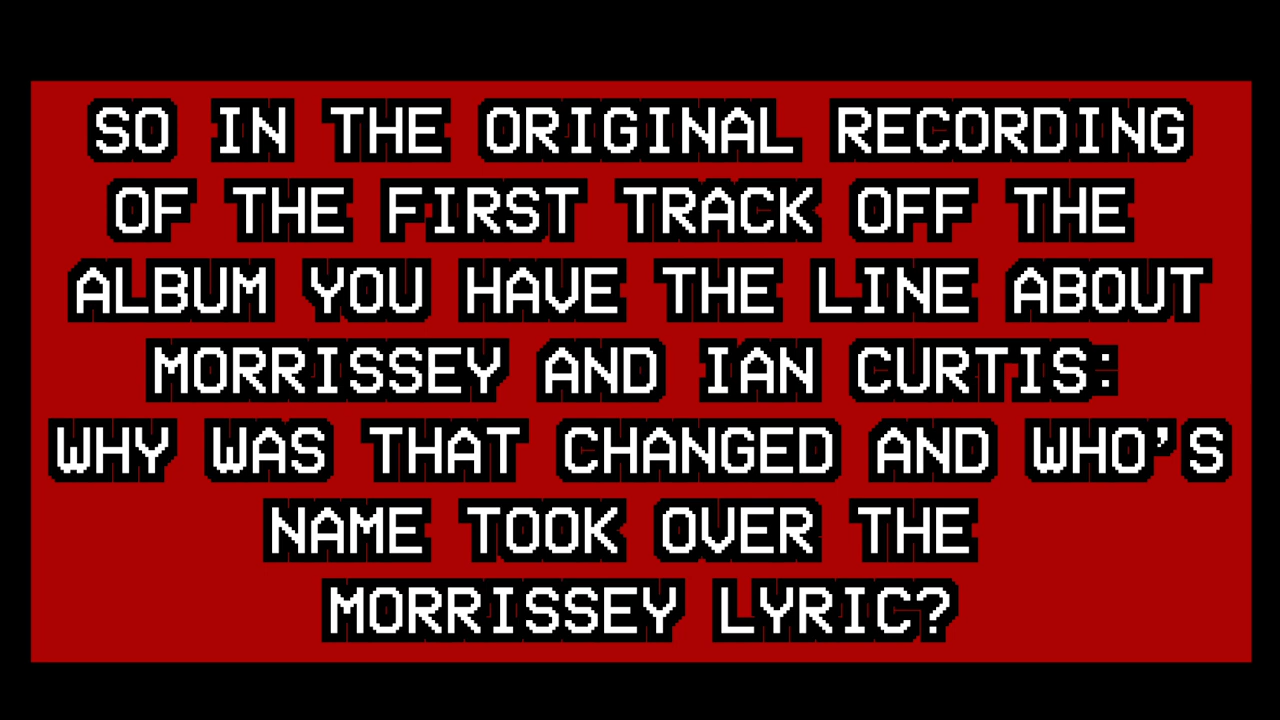 SO IN THE ORIGINAL RECORDING
OF THE FIRST TRACK OFF THE
ALBUM YOU HAVE THE LINE ABOUT
MORRISSEY AND IAN CURTIS:
WHY WAS THAT CHANGED AND WHO'S
NAME TOOK OVER THE
MORRISSEY LYRIC?